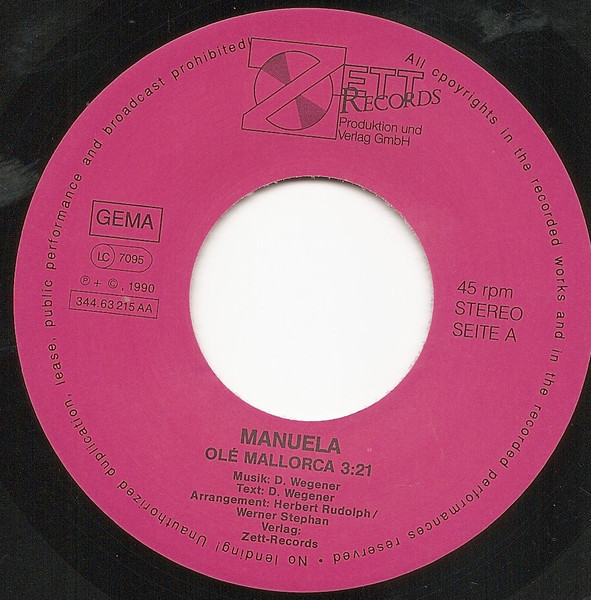 ZETT
RECORDS
Produktion und
Verlag GmbH
GEMA
LC 7095
℗ + ©, 1990
344.63 215 AA
45 rpm
STEREO
SEITE A
MANUELA
OLÉ MALLORCA 3:21
Musik: D. Wegener
Text: D. Wegener
Arrangement: Herbert Rudolph/
Werner Stephan
Verlag:
Zett-Records
All cpoyrights in the recorded works and in the recorded performances reserved • No lending! Unauthorized duplication, lease, public performance and broadcast prohibited!